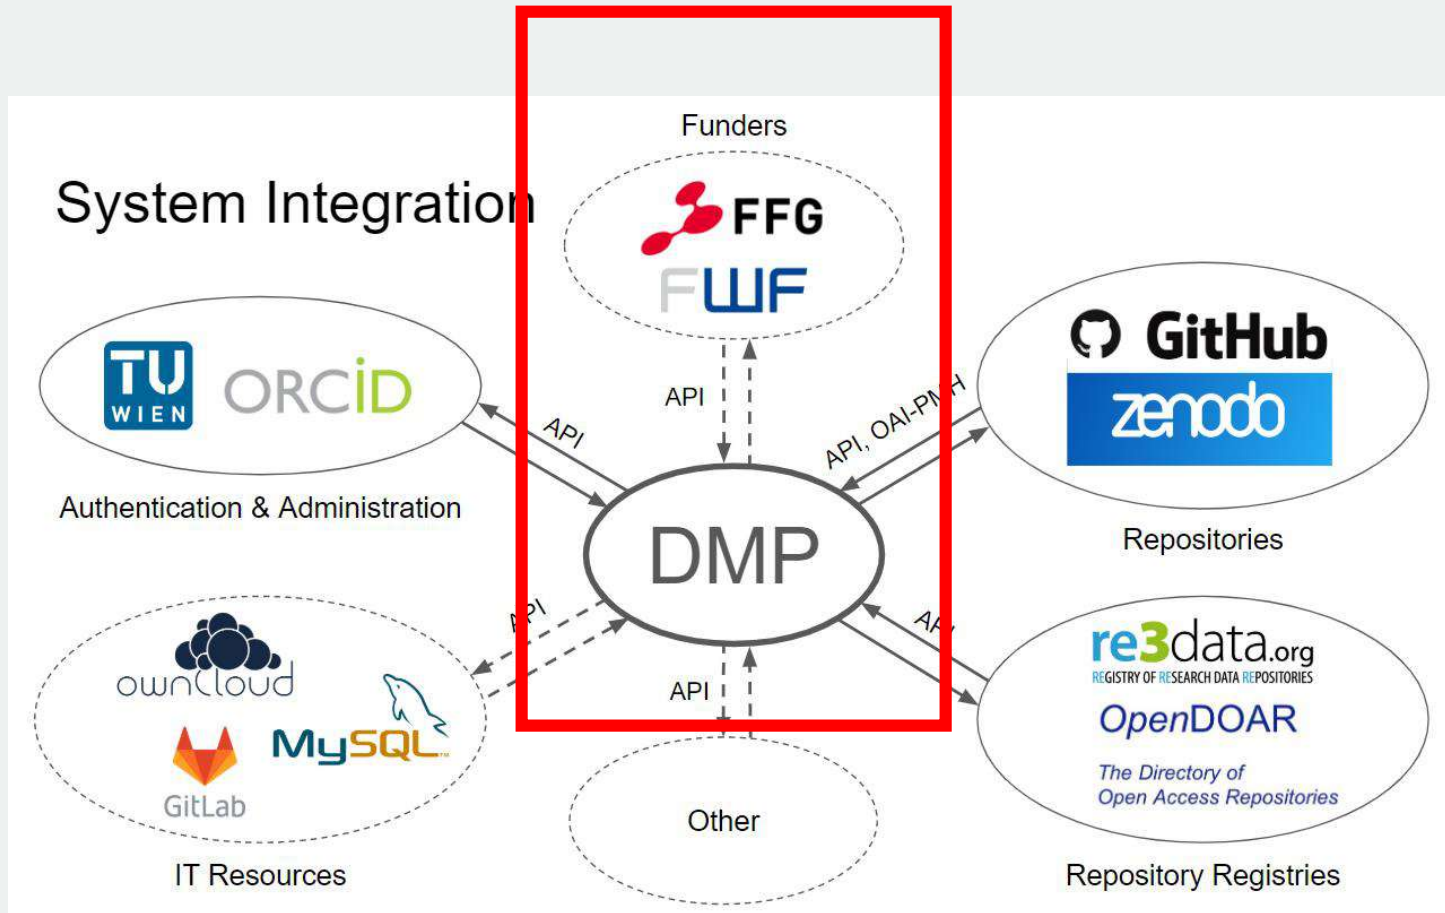 Funders
System Integration
FFG
FWF
TU
WIEN
ORCiD
GitHub
zenodo
API
API
API, OAI-PMH
Authentication & Administration
DMP
Repositories
API
API
API
ownCloud
MySQL
GitLab
re3data.org
REGISTRY OF RESEARCH DATA REPOSITORIES
OpenDOAR
The Directory of
Open Access Repositories
Other
IT Resources
Repository Registries